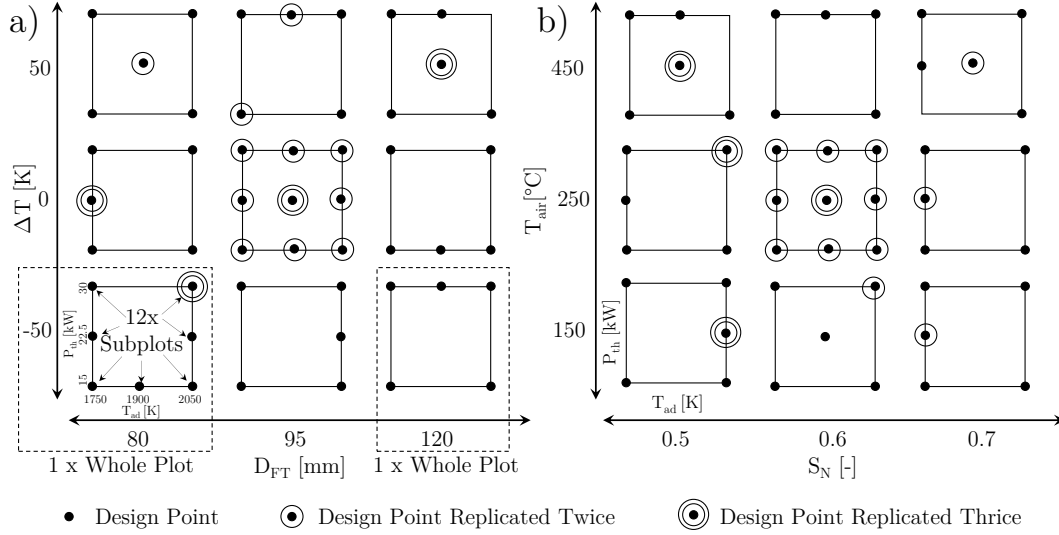 a)
50
ΔT [K]
0
-50
30
22.5
15
P_th [kW]
12x
Subplots
1750 1900 2050
T_ad [K]
80 95 120
1 x Whole Plot D_FT [mm] 1 x Whole Plot
b)
450
T_air [°C]
250
150
P_th [kW]
T_ad [K]
0.5 0.6 0.7
S_N [-]
Design Point Design Point Replicated Twice Design Point Replicated Thrice